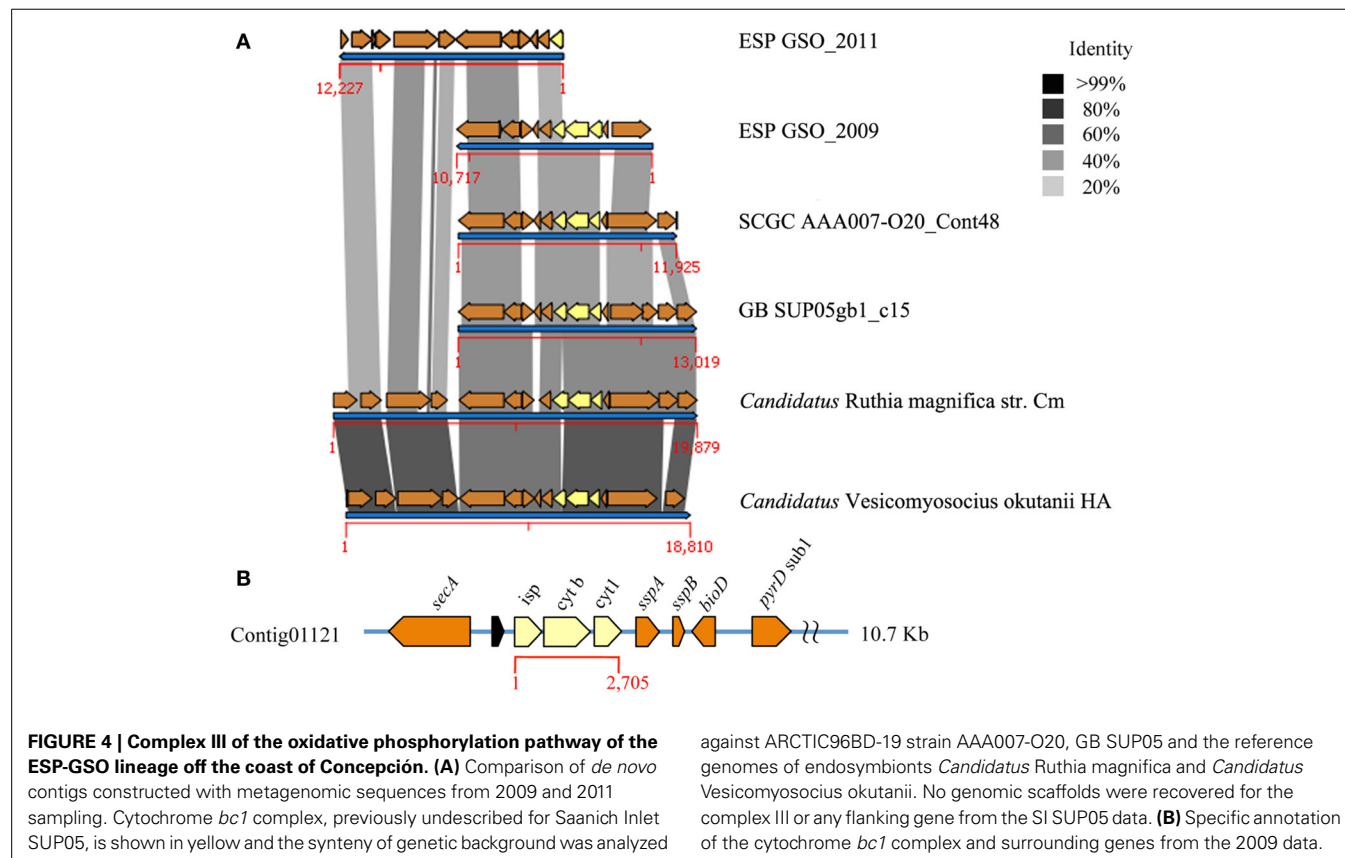 A
ESP GSO_2011
12,227
1
Identity
>99%
80%
60%
40%
20%
ESP GSO_2009
10,717
1
SCGC AAA007-O20_Cont48
1
11,925
GB SUP05gb1_c15
1
13,019
Candidatus Ruthia magnifica str. Cm
1
19,879
Candidatus Vesicomyosocius okutanii HA
1
18,810
B
secA
isp
cyt b
cyt1
sspA
sspB
bioD
pyrD sub1
Contig01121
10.7 Kb
1
2,705
FIGURE 4 | Complex III of the oxidative phosphorylation pathway of the
ESP-GSO lineage off the coast of Concepción. (A) Comparison of de novo
contigs constructed with metagenomic sequences from 2009 and 2011
sampling. Cytochrome bc1 complex, previously undescribed for Saanich Inlet
SUP05, is shown in yellow and the synteny of genetic background was analyzed
against ARCTIC96BD-19 strain AAA007-O20, GB SUP05 and the reference
genomes of endosymbionts Candidatus Ruthia magnifica and Candidatus
Vesicomyosocius okutanii. No genomic scaffolds were recovered for the
complex III or any flanking gene from the SI SUP05 data. (B) Specific annotation
of the cytochrome bc1 complex and surrounding genes from the 2009 data.